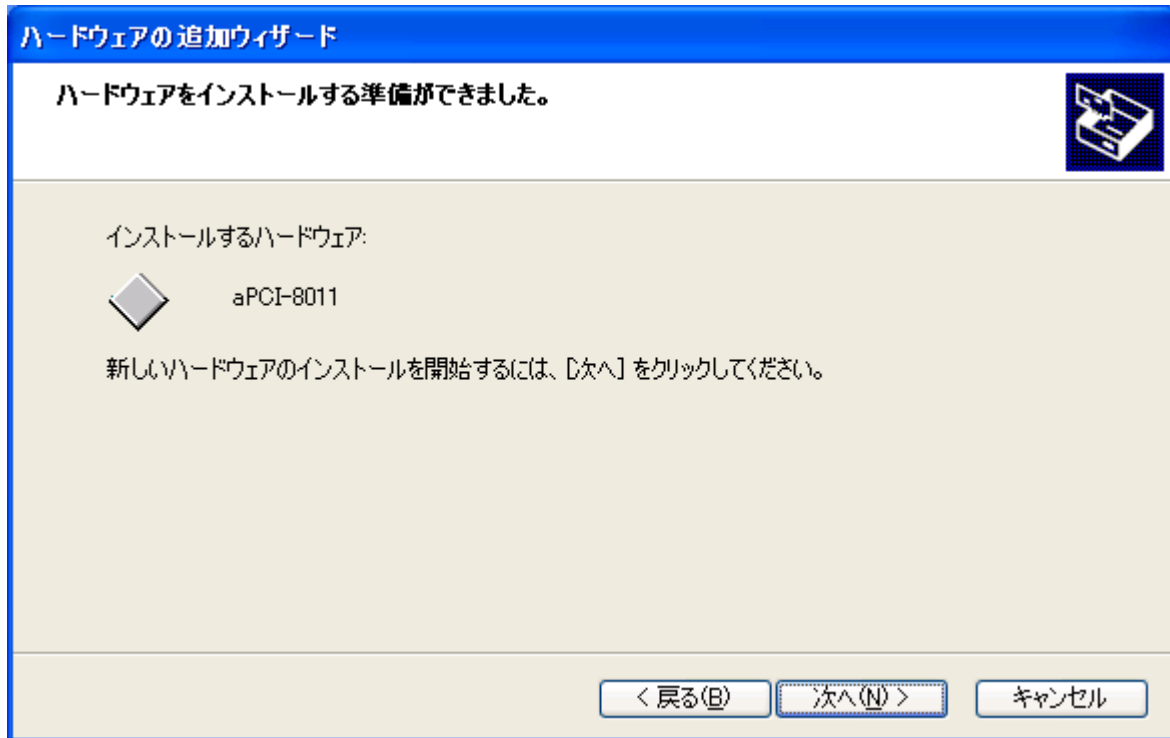 ハードウェアの追加ウィザード
ハードウェアをインストールする準備ができました。
インストールするハードウェア:
aPCI-8011
新しいハードウェアのインストールを開始するには、[次へ] をクリックしてください。
< 戻る(B)
次へ(N) >
キャンセル